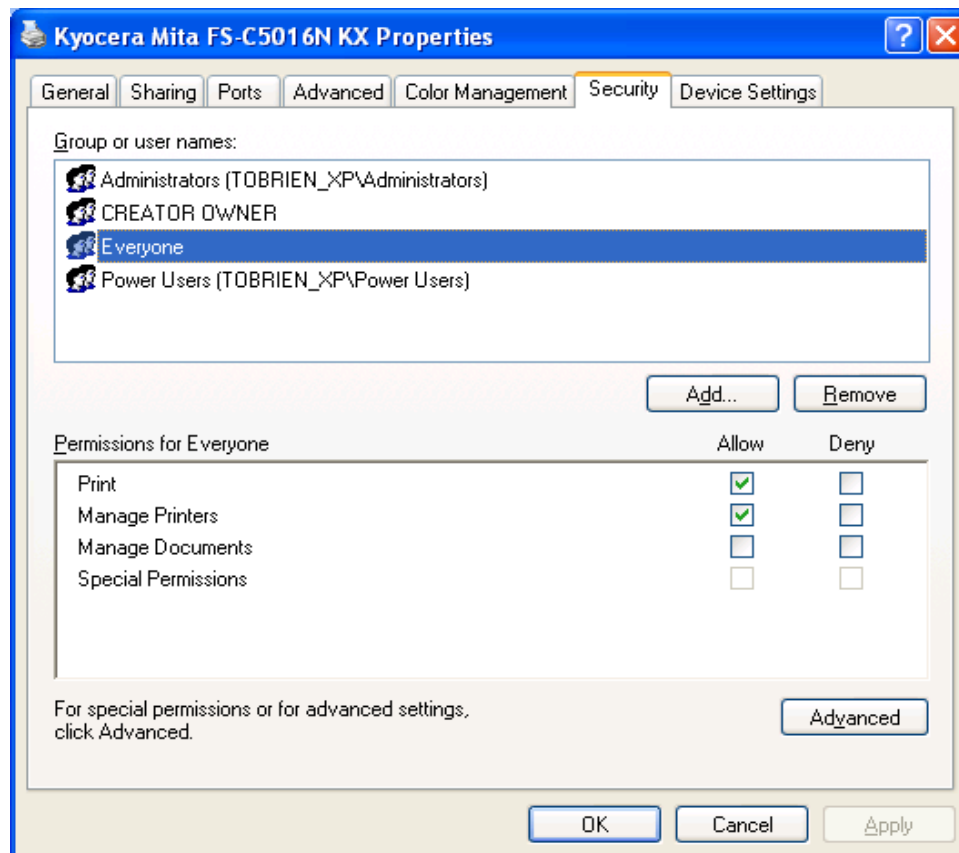 Kyocera Mita FS-C5016N KX Properties
General Sharing Ports Advanced Color Management Security Device Settings
Group or user names:
Administrators (TOBRIEN_XP\Administrators)
CREATOR OWNER
Everyone
Power Users (TOBRIEN_XP\Power Users)
Add... Remove
Permissions for Everyone Allow Deny
Print
Manage Printers
Manage Documents
Special Permissions
For special permissions or for advanced settings,
click Advanced.
Advanced
OK Cancel Apply